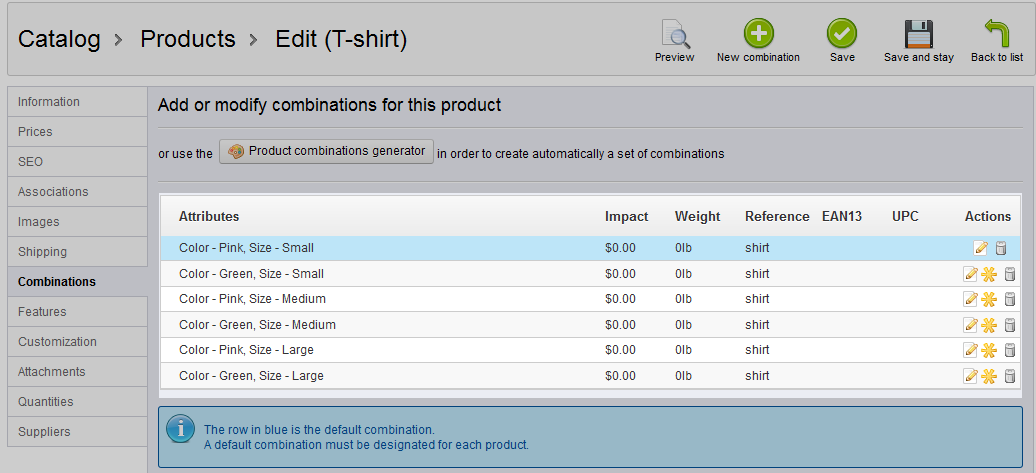 Catalog > Products > Edit (T-shirt)
Preview New combination Save Save and stay Back to list
Information
Prices
SEO
Associations
Images
Shipping
Combinations
Features
Customization
Attachments
Quantities
Suppliers
Add or modify combinations for this product
or use the Product combinations generator in order to create automatically a set of combinations
Attributes Impact Weight Reference EAN13 UPC Actions
Color - Pink, Size - Small $0.00 0lb shirt
Color - Green, Size - Small $0.00 0lb shirt
Color - Pink, Size - Medium $0.00 0lb shirt
Color - Green, Size - Medium $0.00 0lb shirt
Color - Pink, Size - Large $0.00 0lb shirt
Color - Green, Size - Large $0.00 0lb shirt
The row in blue is the default combination.
A default combination must be designated for each product.